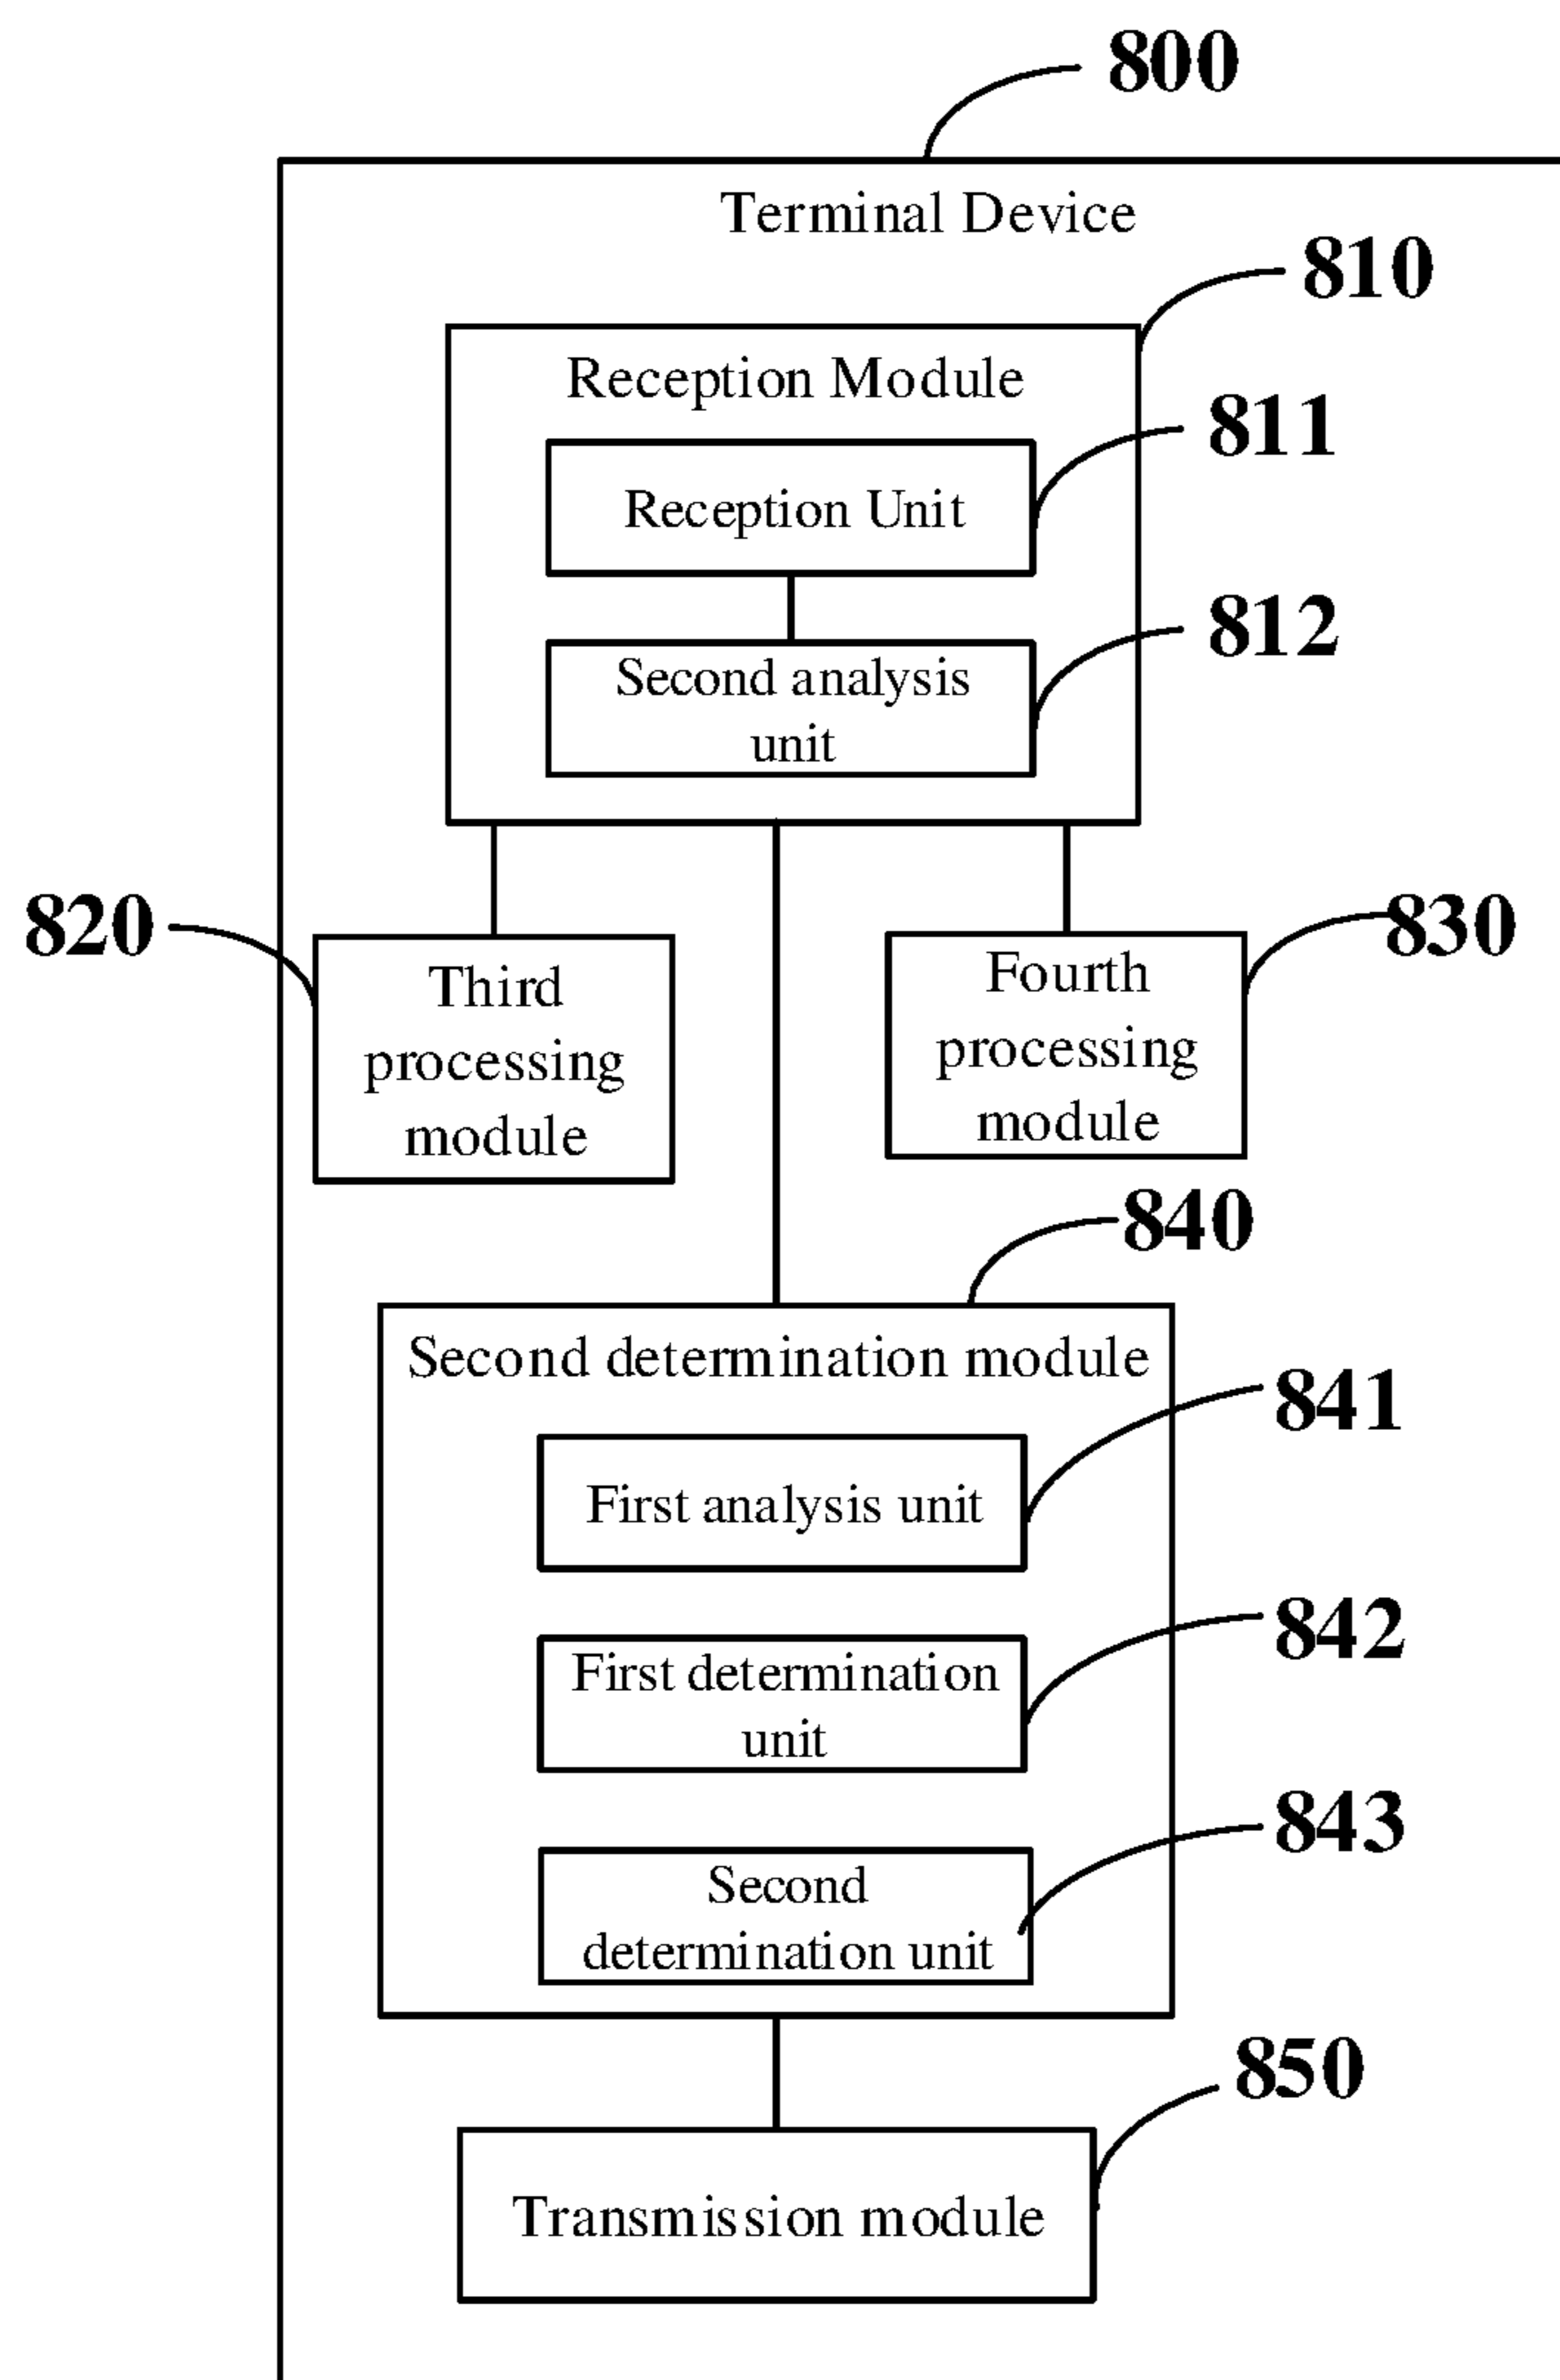 800
Terminal Device
810
Reception Module
811
Reception Unit
812
Second analysis
unit
820
830
Third
processing
module
Fourth
processing
module
840
Second determination module
841
First analysis unit
842
First determination
unit
843
Second
determination unit
850
Transmission module